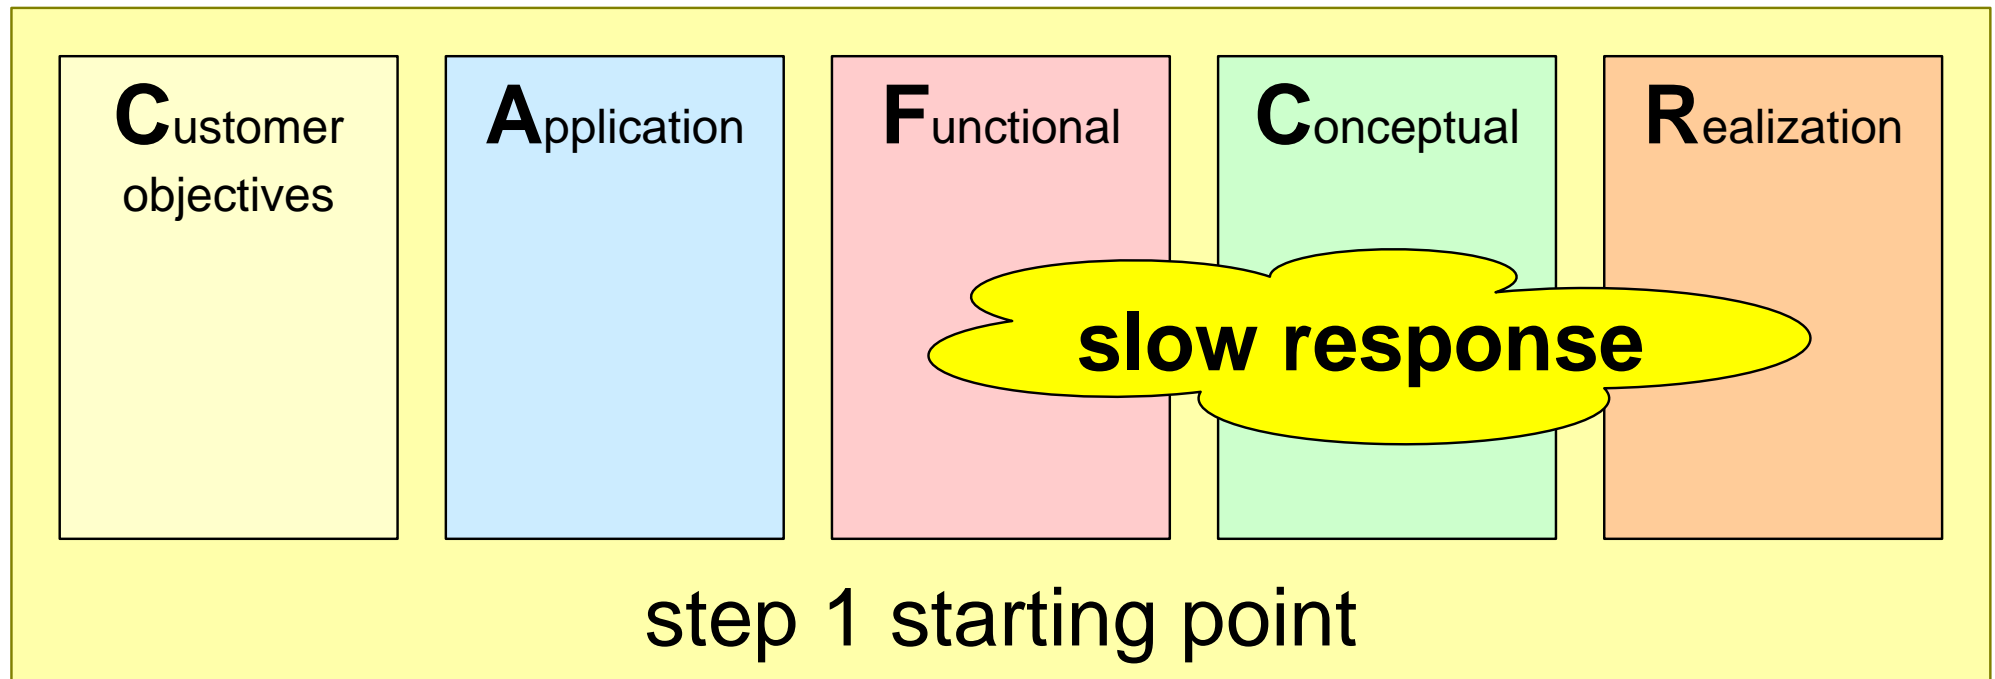 Customer
objectives
Application
Functional
Conceptual
Realization
slow response
step 1 starting point